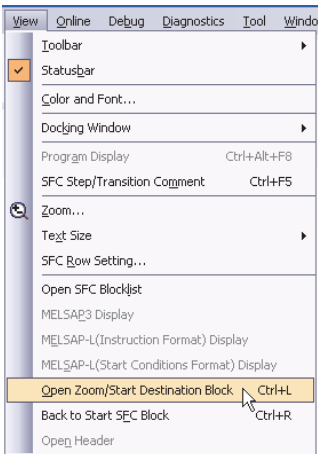 View Online Debug Diagnostics Tool Windo
Toolbar
Statusbar
Color and Font...
Docking Window
Program Display Ctrl+Alt+F8
SFC Step/Transition Comment Ctrl+F5
Zoom...
Text Size
SFC Row Setting...
Open SFC Blocklist
MELSAP3 Display
MELSAP-L(Instruction Format) Display
MELSAP-L(Start Conditions Format) Display
Open Zoom/Start Destination Block Ctrl+L
Back to Start SFC Block Ctrl+R
Open Header